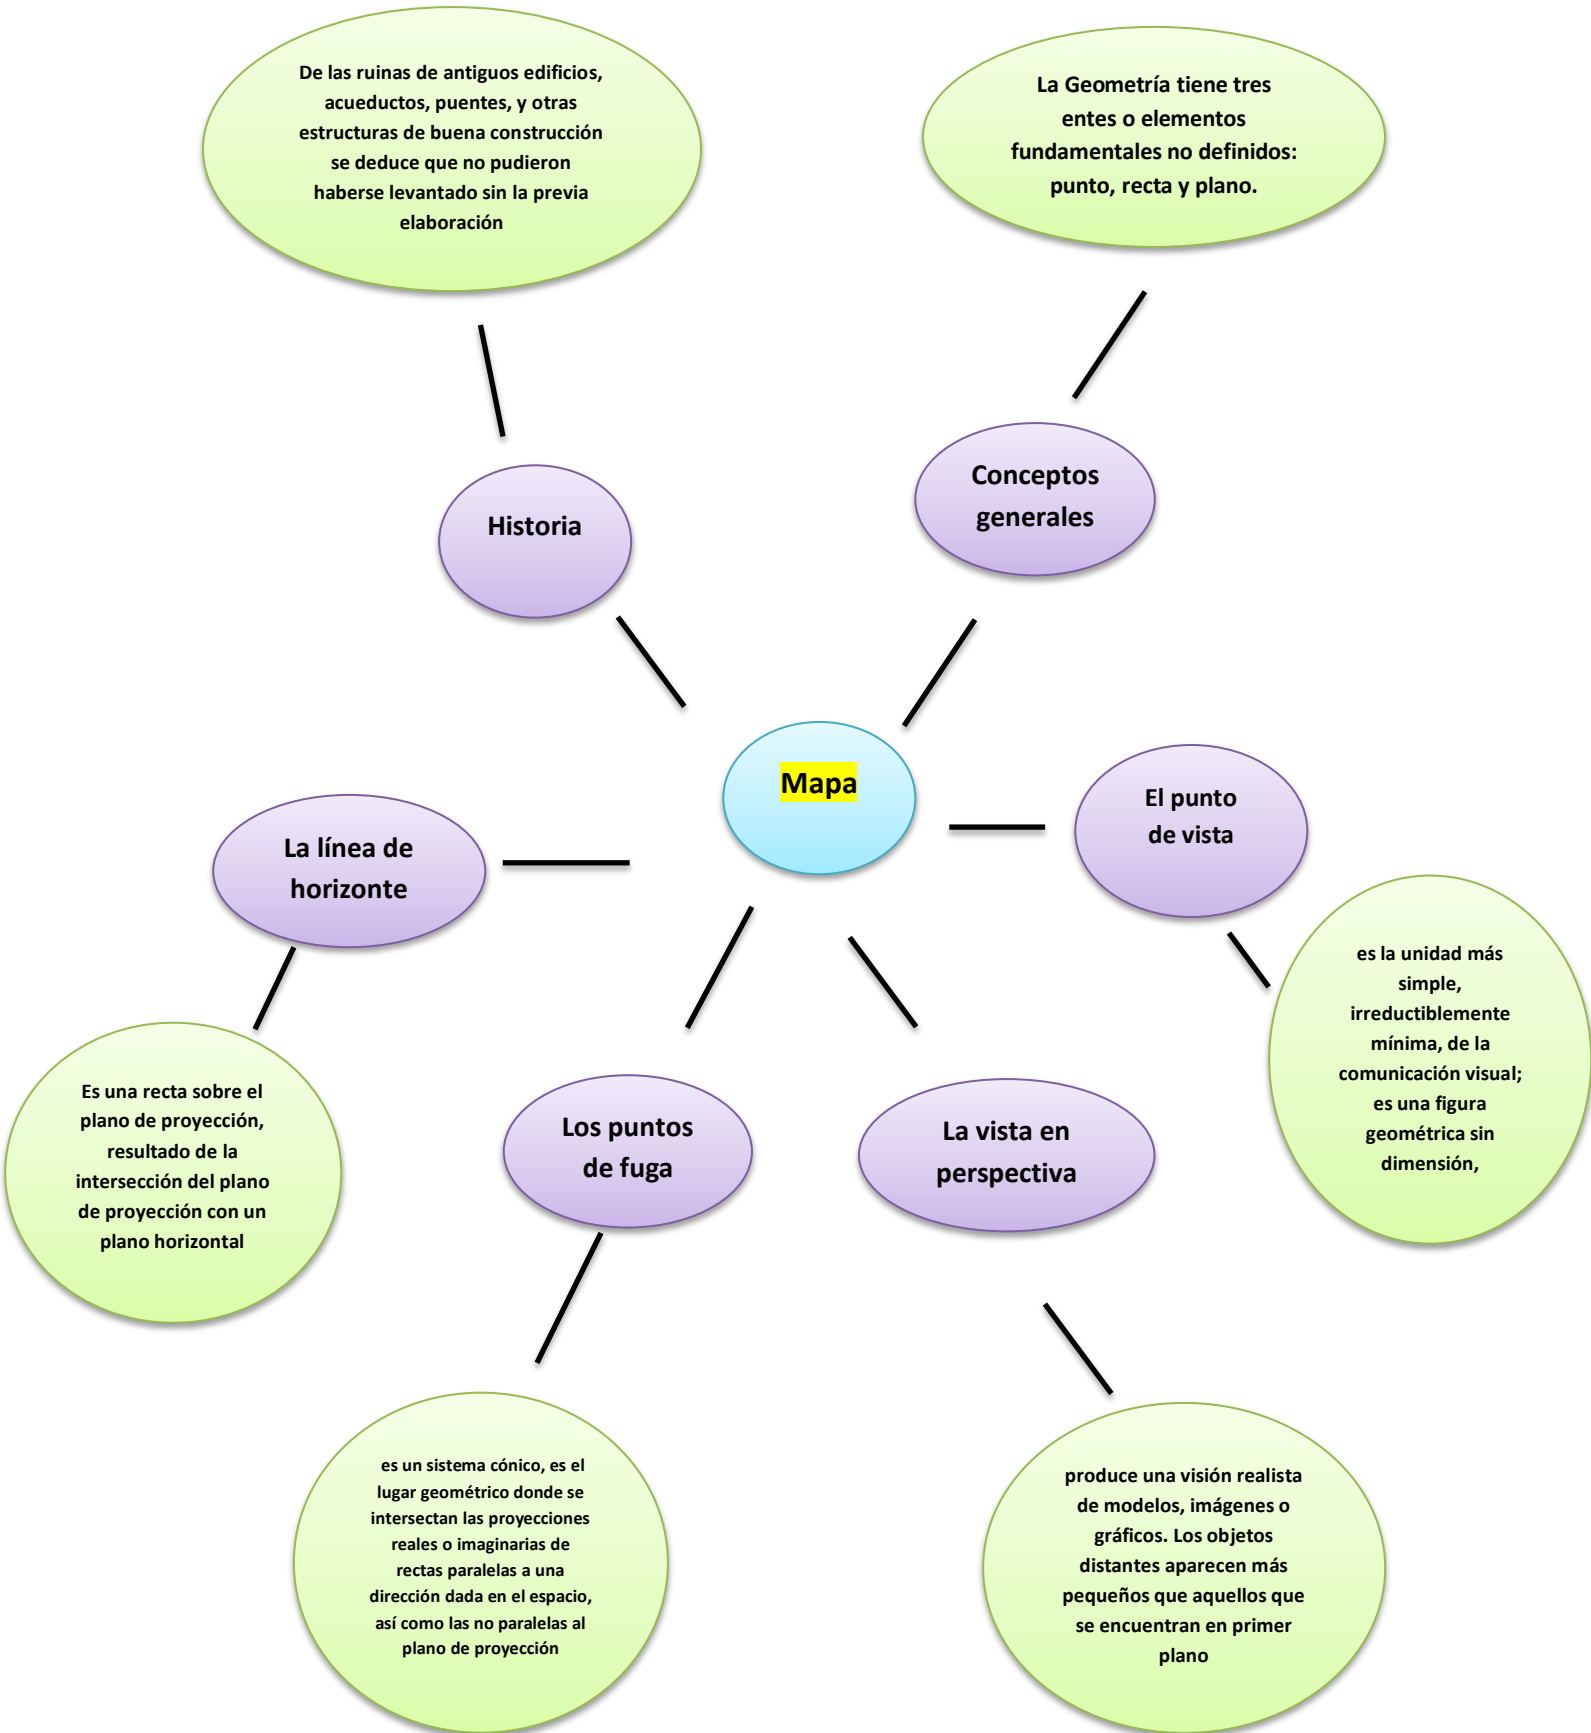 De las ruinas de antiguos edificios,
acueductos, puentes, y otras
estructuras de buena construcción
se deduce que no pudieron
haberse levantado sin la previa
elaboración
La Geometría tiene tres
entes o elementos
fundamentales no definidos:
punto, recta y plano.
Historia
Conceptos
generales
Mapa
El punto
de vista
La línea de
horizonte
es la unidad más
simple,
irreductiblemente
mínima, de la
comunicación visual;
es una figura
geométrica sin
dimensión,
Es una recta sobre el
plano de proyección,
resultado de la
intersección del plano
de proyección con un
plano horizontal
Los puntos
de fuga
La vista en
perspectiva
es un sistema cónico, es el
lugar geométrico donde se
intersectan las proyecciones
reales o imaginarias de
rectas paralelas a una
dirección dada en el espacio,
así como las no paralelas al
plano de proyección
produce una visión realista
de modelos, imágenes o
gráficos. Los objetos
distantes aparecen más
pequeños que aquellos que
se encuentran en primer
plano